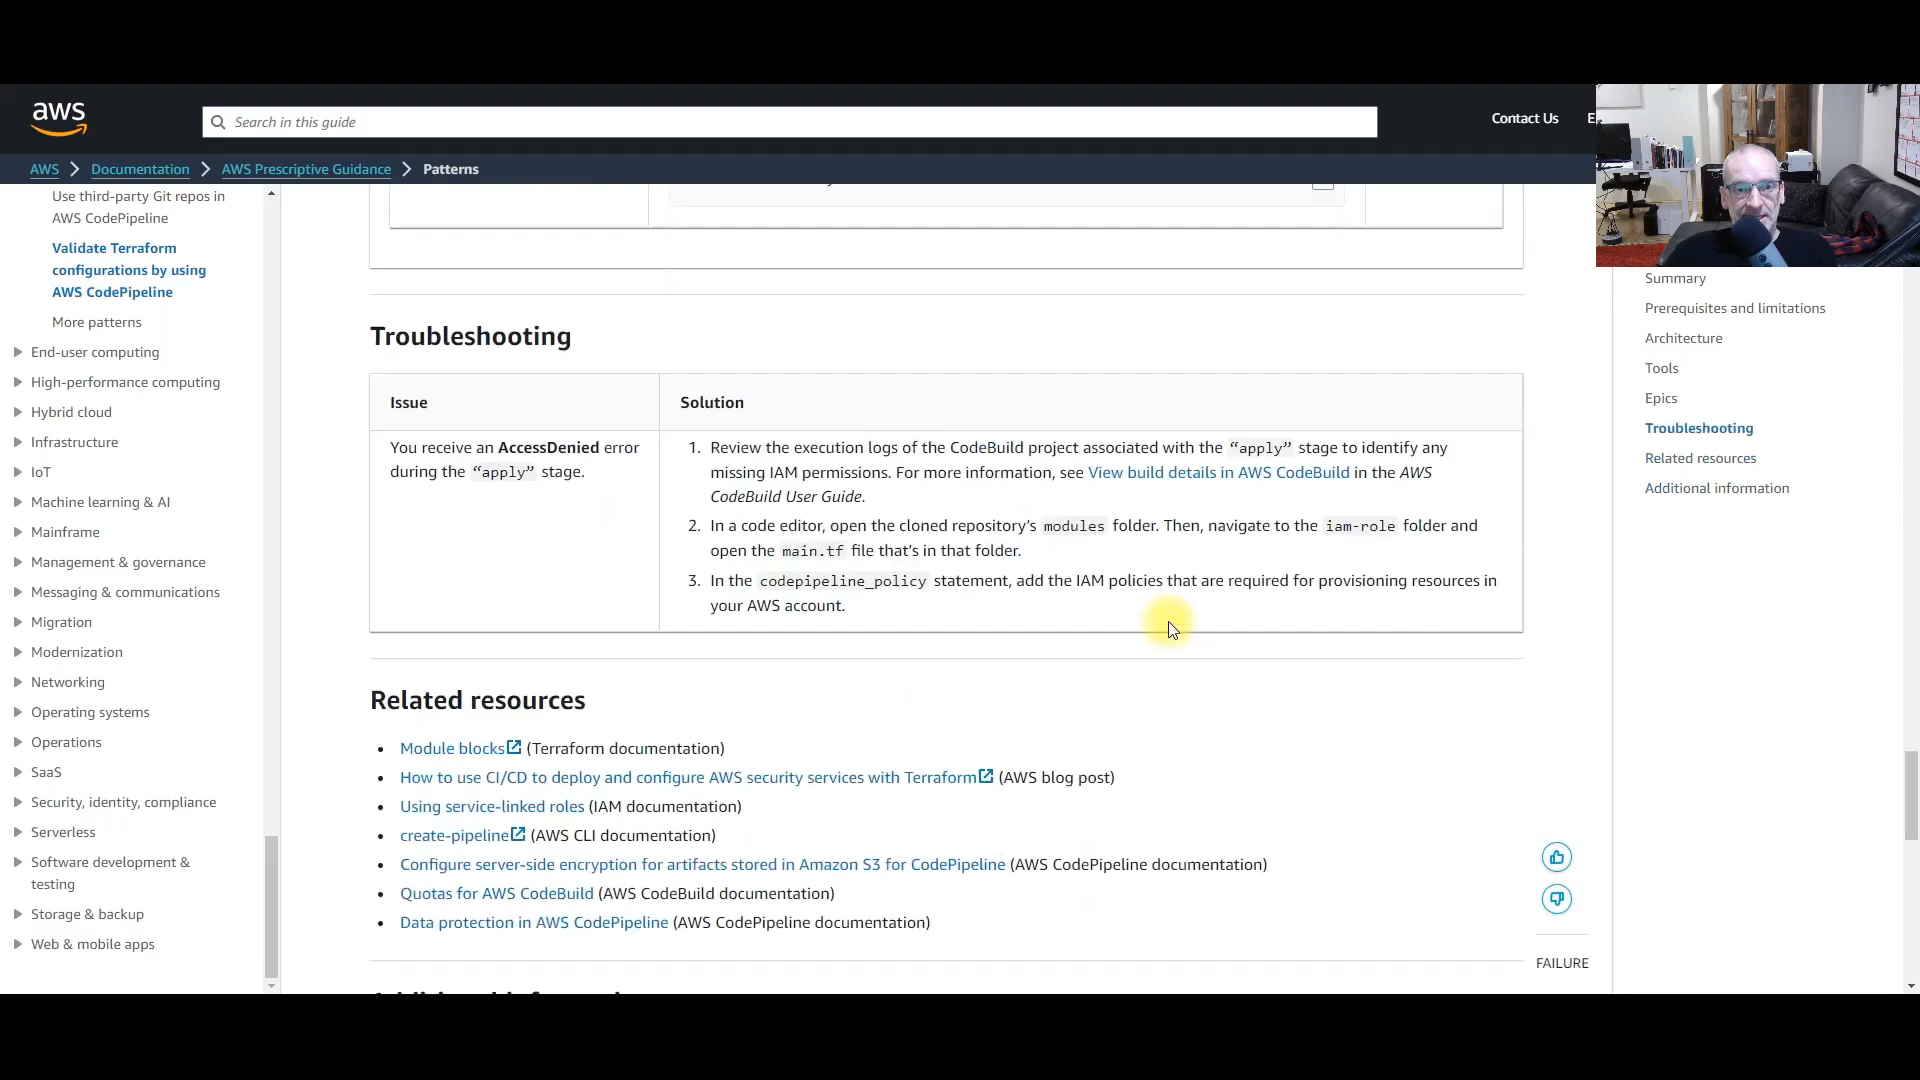 aws
Search in this guide
Contact Us
E
AWS > Documentation > AWS Prescriptive Guidance > Patterns
Use third-party Git repos in
AWS CodePipeline
Validate Terraform
configurations by using
AWS CodePipeline
More patterns
End-user computing
High-performance computing
Hybrid cloud
Infrastructure
IoT
Machine learning & AI
Mainframe
Management & governance
Messaging & communications
Migration
Modernization
Networking
Operating systems
Operations
SaaS
Security, identity, compliance
Serverless
Software development &
testing
Storage & backup
Web & mobile apps
Troubleshooting
Issue
Solution
You receive an AccessDenied error
during the “apply” stage.
1. Review the execution logs of the CodeBuild project associated with the “apply” stage to identify any
missing IAM permissions. For more information, see View build details in AWS CodeBuild in the AWS
CodeBuild User Guide.
2. In a code editor, open the cloned repository’s modules folder. Then, navigate to the iam-role folder and
open the main.tf file that’s in that folder.
3. In the codepipeline_policy statement, add the IAM policies that are required for provisioning resources in
your AWS account.
Related resources
• Module blocks (Terraform documentation)
• How to use CI/CD to deploy and configure AWS security services with Terraform (AWS blog post)
• Using service-linked roles (IAM documentation)
• create-pipeline (AWS CLI documentation)
• Configure server-side encryption for artifacts stored in Amazon S3 for CodePipeline (AWS CodePipeline documentation)
• Quotas for AWS CodeBuild (AWS CodeBuild documentation)
• Data protection in AWS CodePipeline (AWS CodePipeline documentation)
FAILURE
Summary
Prerequisites and limitations
Architecture
Tools
Epics
Troubleshooting
Related resources
Additional information